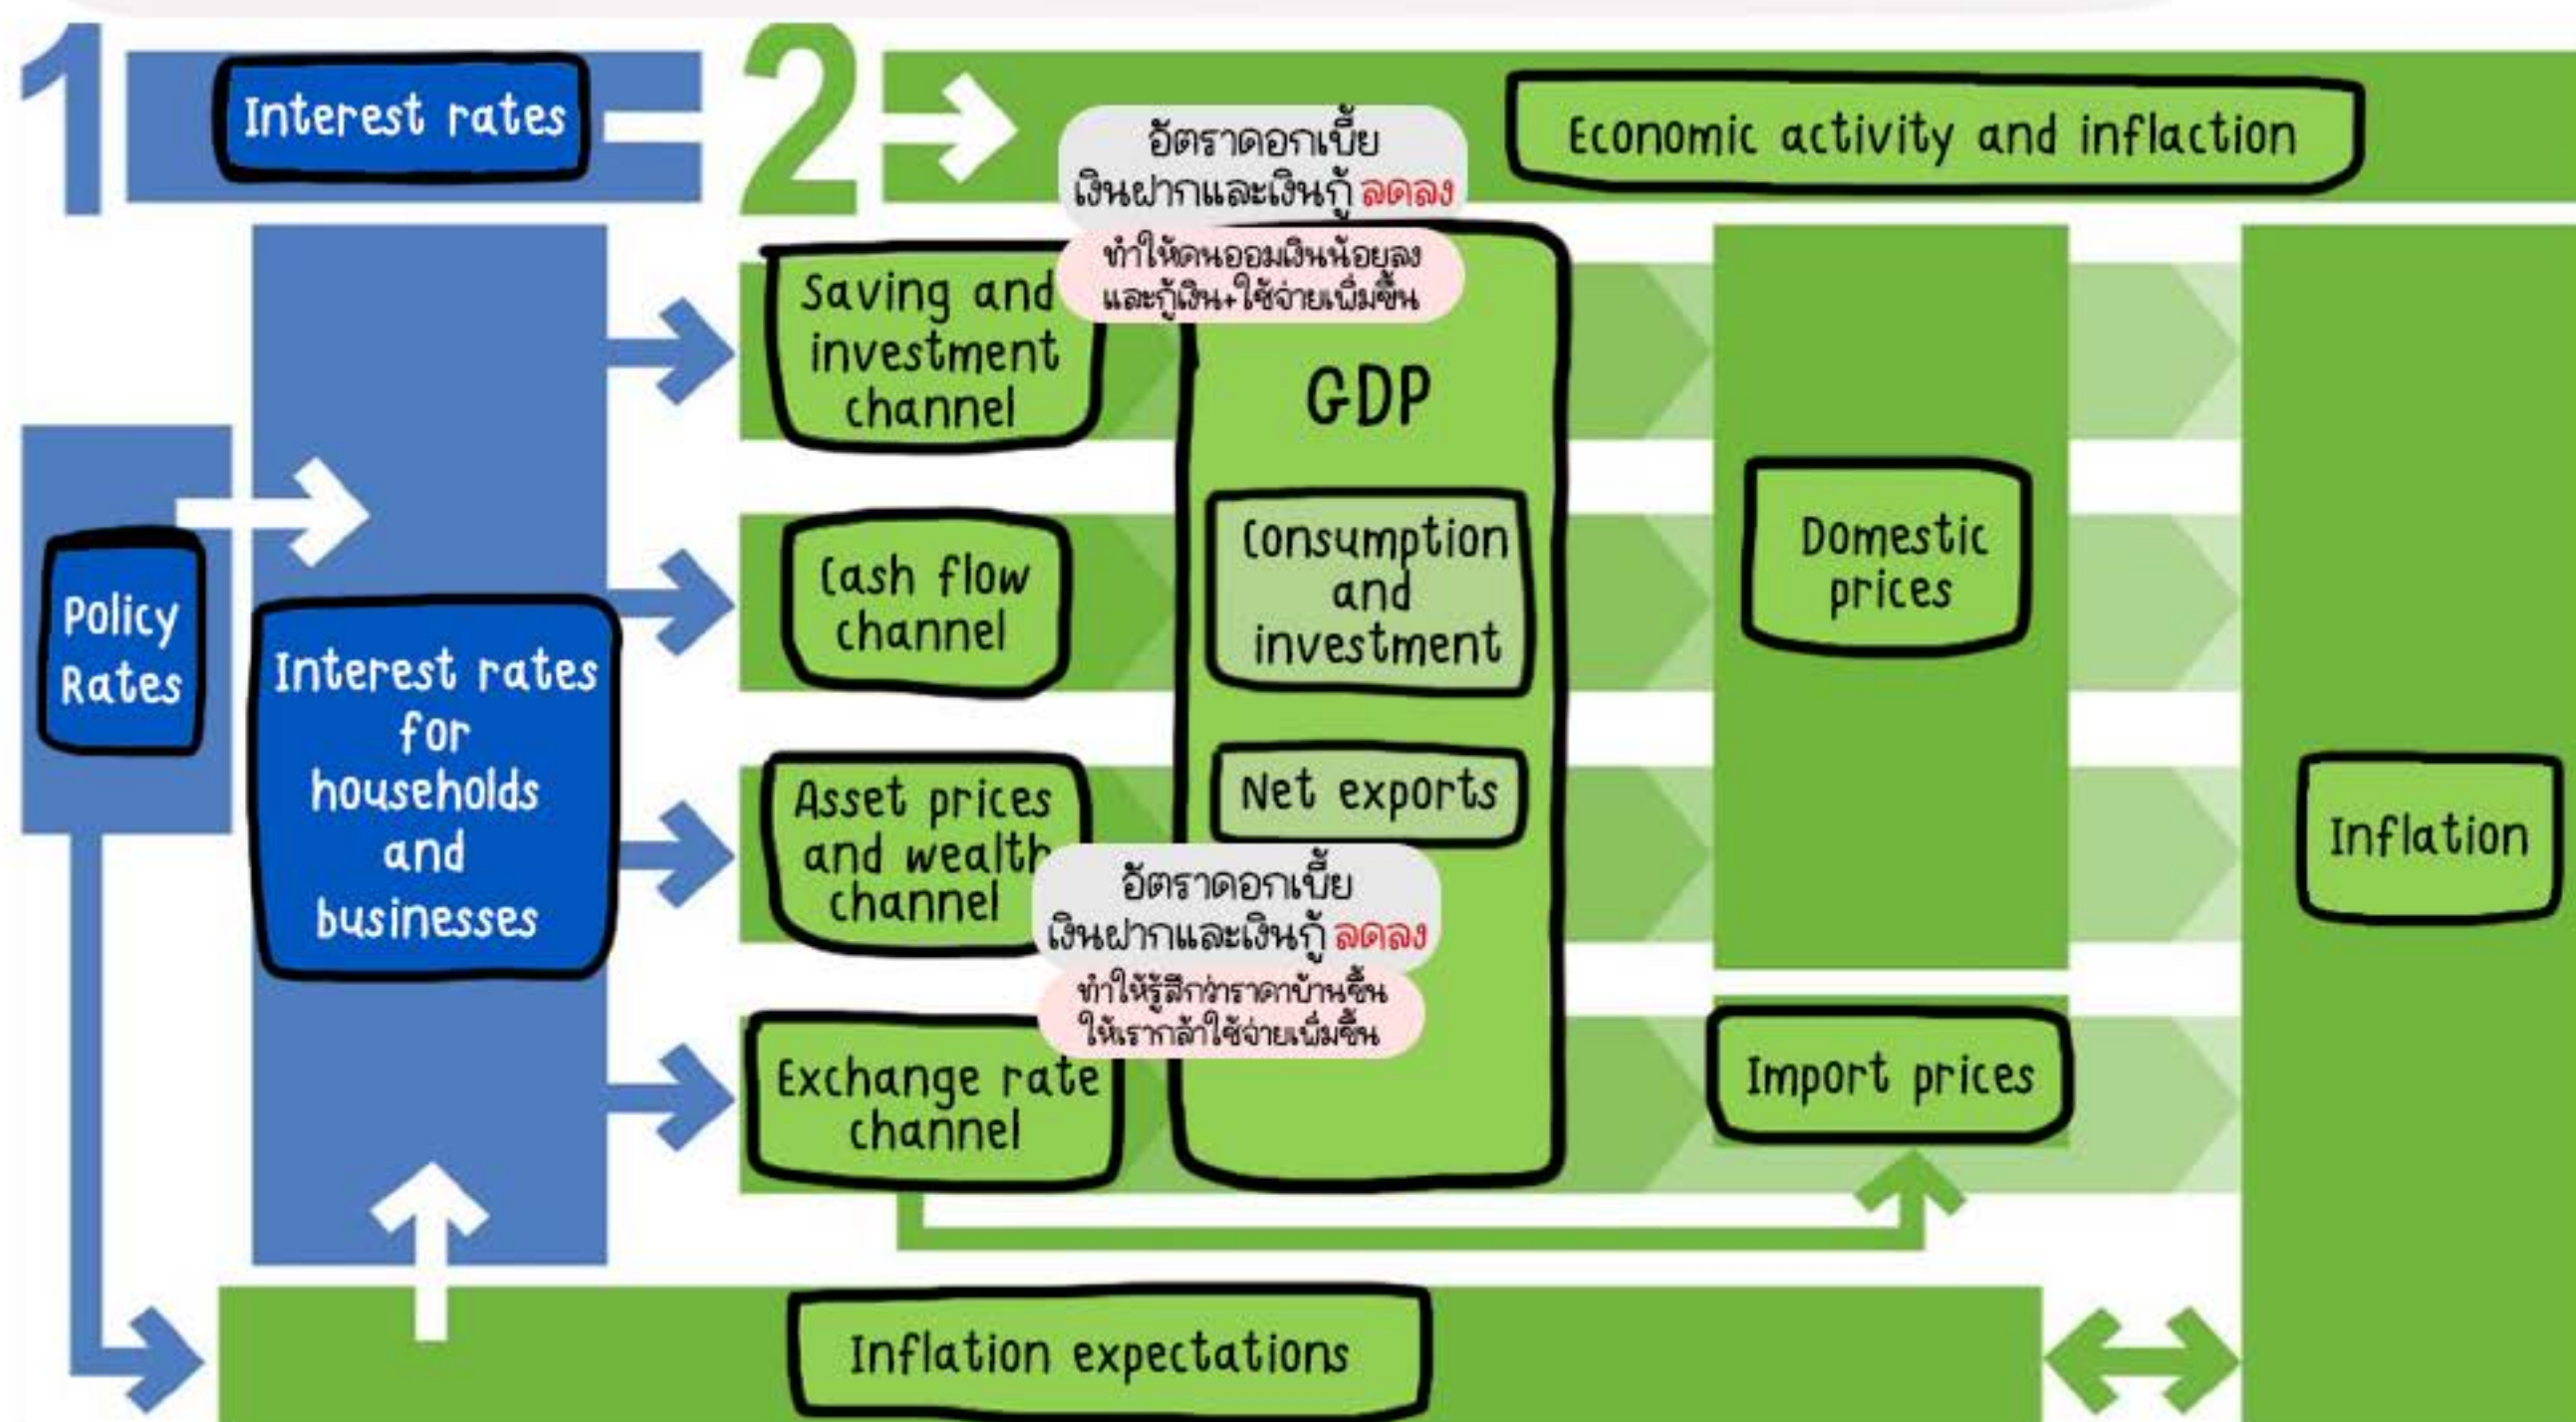 1
Interest rates
2
Economic activity and inflaction
อัตราดอกเบี้ย
เงินฝากและเงินกู้ ลดลง
ทำให้คนออมเงินน้อยลง
และกู้เงิน+ใช้จ่ายเพิ่มขึ้น
Policy
Rates
Interest rates
for
households
and
businesses
Saving and
investment
channel
Cash flow
channel
Asset prices
and wealth
channel
Exchange rate
channel
GDP
Consumption
and
investment
Net exports
อัตราดอกเบี้ย
เงินฝากและเงินกู้ ลดลง
ทำให้รู้สึกว่าราคาบ้านขึ้น
ให้เรากล้าใช้จ่ายเพิ่มขึ้น
Domestic
prices
Import prices
Inflation
Inflation expectations